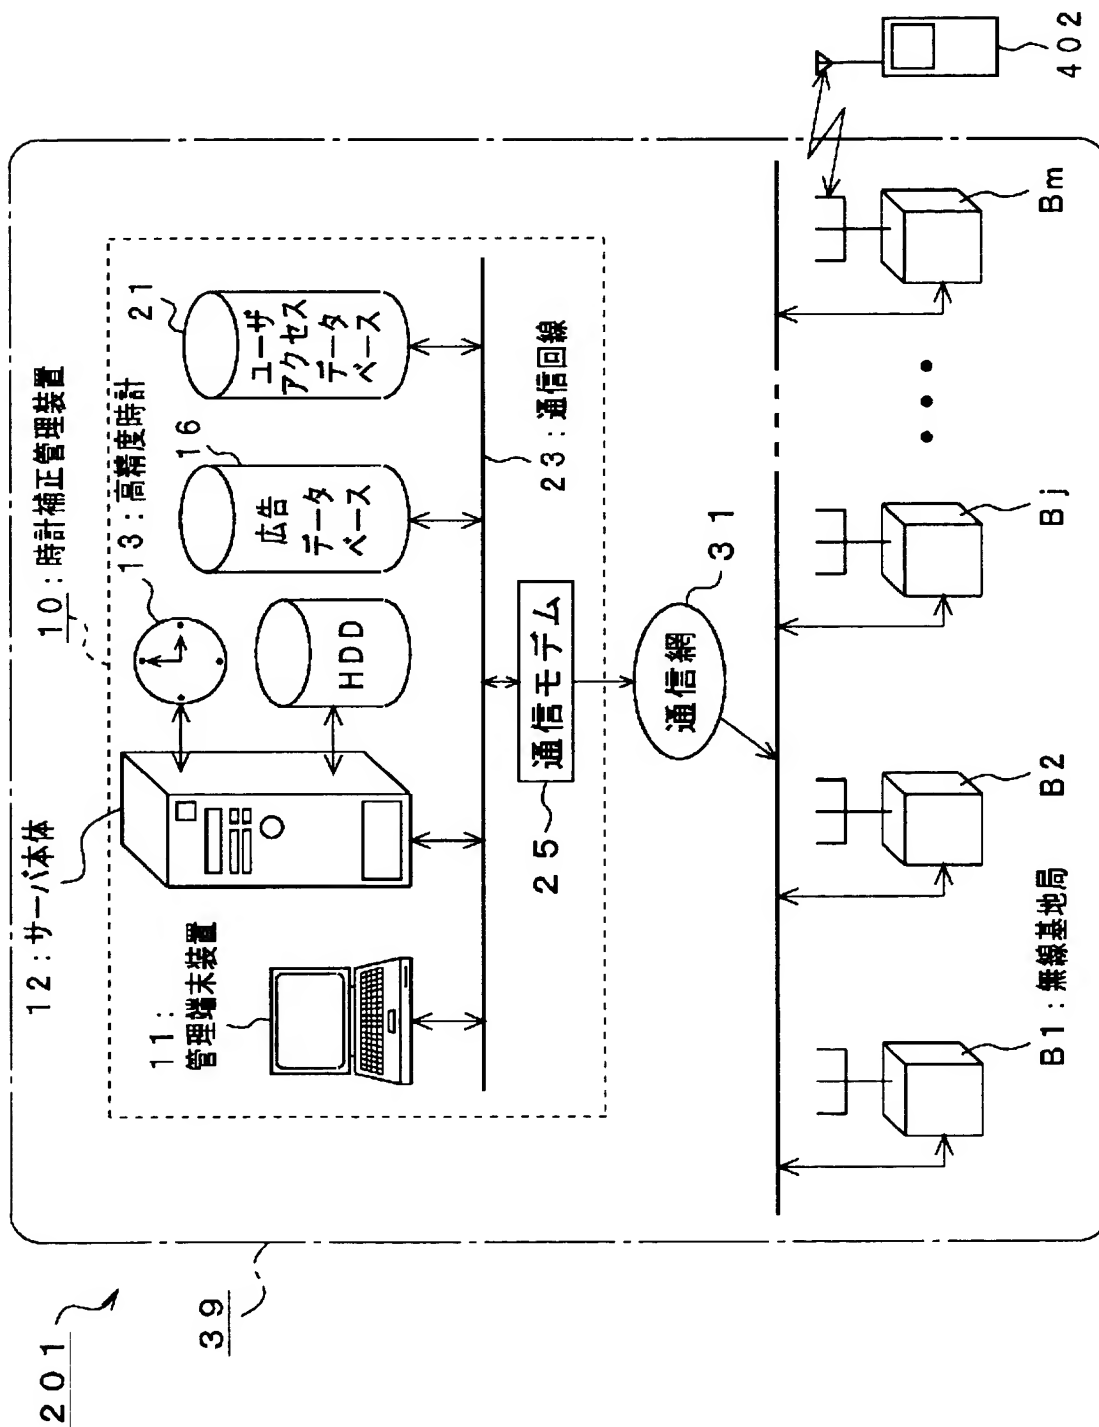 201
39
10：時計補正管理装置
12：サーバ本体
13：高精度時計
11：
管理端末装置
HDD
16
広告
データ
ベース
21
ユーザ
アクセス
データ
ベース
23：通信回線
25
通信モデム
通信網
31
B1：無線基地局
B2
Bj
Bm
402